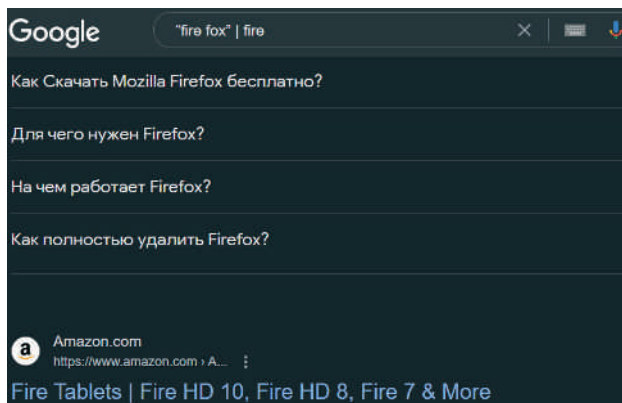 Google
"fire fox" | fire
Как Скачать Mozilla Firefox бесплатно?
Для чего нужен Firefox?
На чем работает Firefox?
Как полностью удалить Firefox?
a
Amazon.com
https://www.amazon.com › A...
Fire Tablets | Fire HD 10, Fire HD 8, Fire 7 & More